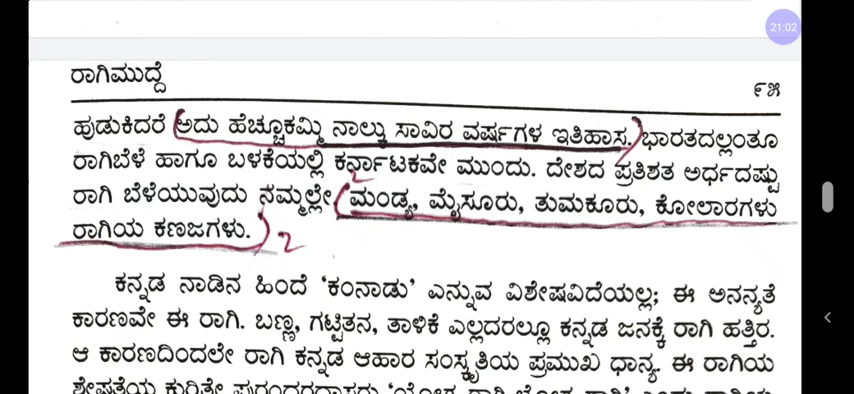 21:02
ರಾಗಿಮುದ್ದೆ ೯೫
ಹುಡುಕಿದರೆ ಅದು ಹೆಚ್ಚೂಕಮ್ಮಿ ನಾಲ್ಕು ಸಾವಿರ ವರ್ಷಗಳ ಇತಿಹಾಸ. ಭಾರತದಲ್ಲಂತೂ
ರಾಗಿಬೆಳೆ ಹಾಗೂ ಬಳಕೆಯಲ್ಲಿ ಕರ್ನಾಟಕವೇ ಮುಂದು. ದೇಶದ ಪ್ರತಿಶತ ಅರ್ಧದಷ್ಟು
ರಾಗಿ ಬೆಳೆಯುವುದು ನಮ್ಮಲ್ಲೇ. ಮಂಡ್ಯ, ಮೈಸೂರು, ತುಮಕೂರು, ಕೋಲಾರಗಳು
ರಾಗಿಯ ಕಣಜಗಳು. 2
ಕನ್ನಡ ನಾಡಿನ ಹಿಂದೆ ‘ಕಂನಾಡು’ ಎನ್ನುವ ವಿಶೇಷವಿದೆಯಲ್ಲ; ಈ ಅನನ್ಯತೆ
ಕಾರಣವೇ ಈ ರಾಗಿ. ಬಣ್ಣ, ಗಟ್ಟಿತನ, ತಾಳಿಕೆ ಎಲ್ಲದರಲ್ಲೂ ಕನ್ನಡ ಜನಕ್ಕೆ ರಾಗಿ ಹತ್ತಿರ.
ಆ ಕಾರಣದಿಂದಲೇ ರಾಗಿ ಕನ್ನಡ ಆಹಾರ ಸಂಸ್ಕೃತಿಯ ಪ್ರಮುಖ ಧಾನ್ಯ. ಈ ರಾಗಿಯ